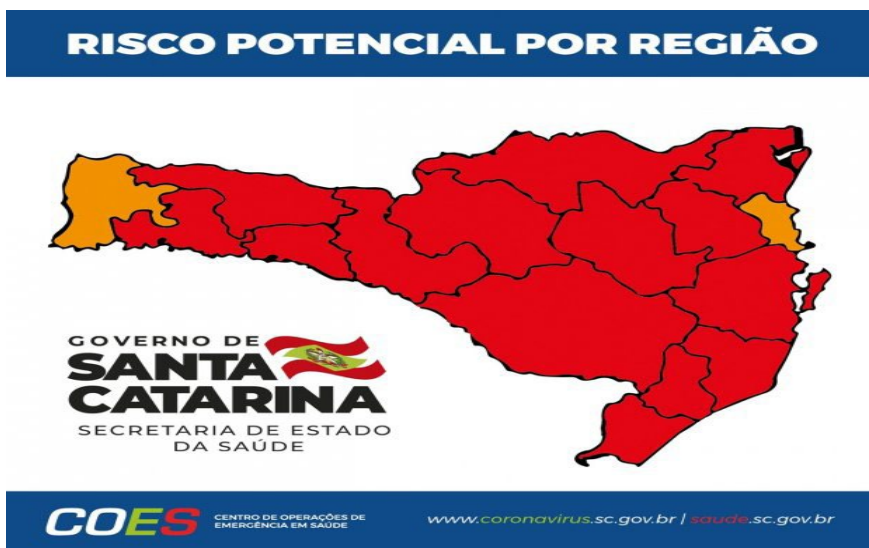 RISCO POTENCIAL POR REGIÃO
GOVERNO DE
SANTA
CATARINA
SECRETARIA DE ESTADO
DA SAÚDE
COES
CENTRO DE OPERAÇÕES DE
EMERGÊNCIA EM SAÚDE
www.coronavirus.sc.gov.br / saude.sc.gov.br